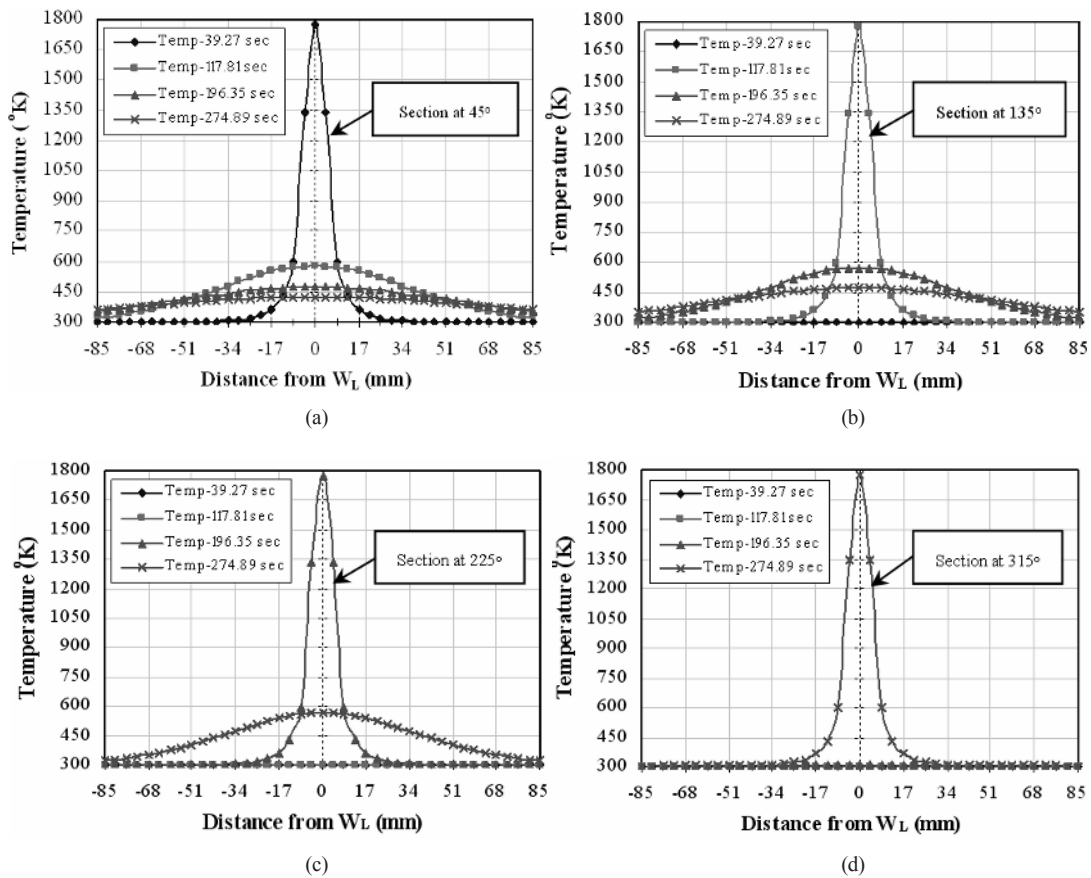 1800
1650
1500
1350
1200
1050
900
750
600
450
300
Temperature (°K)
Temp-39.27 sec
Temp-117.81sec
Temp-196.35 sec
Temp-274.89 sec
Section at 45°
-85 -68 -51 -34 -17 0 17 34 51 68 85
Distance from WL (mm)
(a)
1800
1650
1500
1350
1200
1050
900
750
600
450
300
Temperature (°K)
Temp-39.27 sec
Temp-117.81sec
Temp-196.35 sec
Temp-274.89 sec
Section at 135°
-85 -68 -51 -34 -17 0 17 34 51 68 85
Distance from WL (mm)
(b)
1800
1650
1500
1350
1200
1050
900
750
600
450
300
Temperature (°K)
Temp-39.27 sec
Temp-117.81sec
Temp-196.35 sec
Temp-274.89 sec
Section at 225°
-85 -68 -51 -34 -17 0 17 34 51 68 85
Distance from WL (mm)
(c)
1800
1650
1500
1350
1200
1050
900
750
600
450
300
Temperature (°K)
Temp-39.27 sec
Temp-117.81sec
Temp-196.35 sec
Temp-274.89 sec
Section at 315°
-85 -68 -51 -34 -17 0 17 34 51 68 85
Distance from WL (mm)
(d)